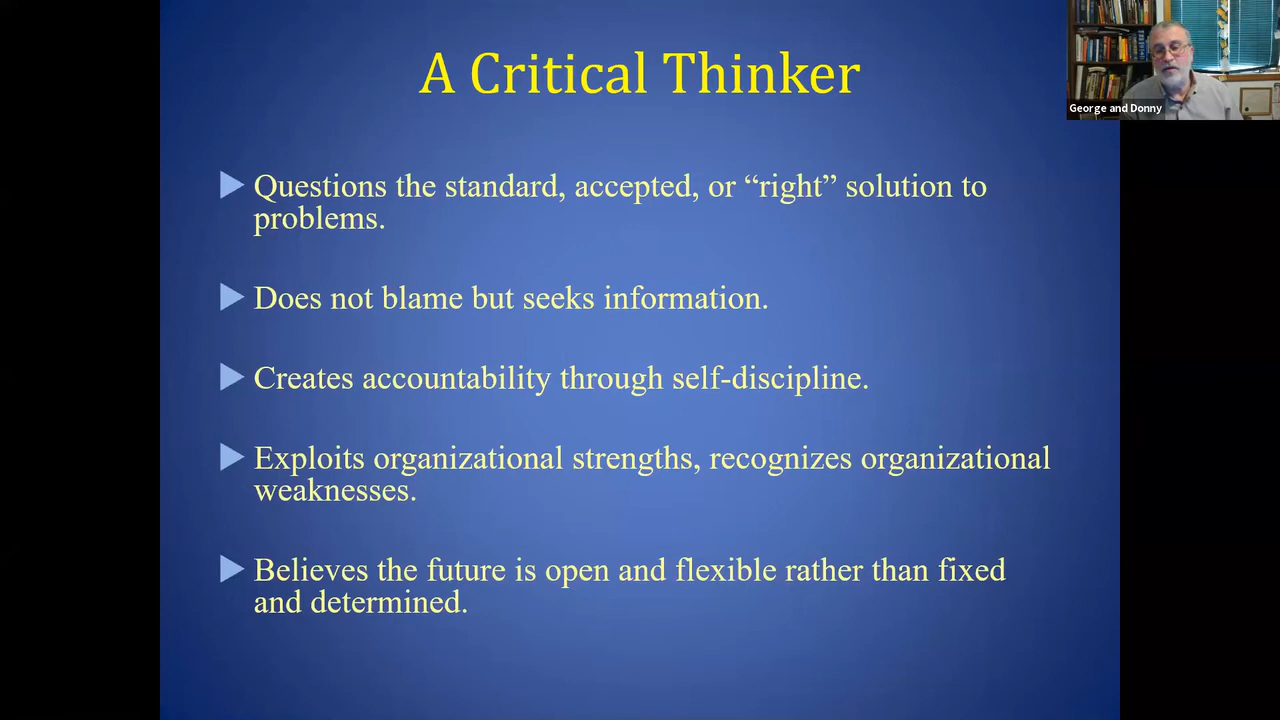 A Critical Thinker
George and Donny
Questions the standard, accepted, or “right” solution to
problems.
Does not blame but seeks information.
Creates accountability through self-discipline.
Exploits organizational strengths, recognizes organizational
weaknesses.
Believes the future is open and flexible rather than fixed
and determined.